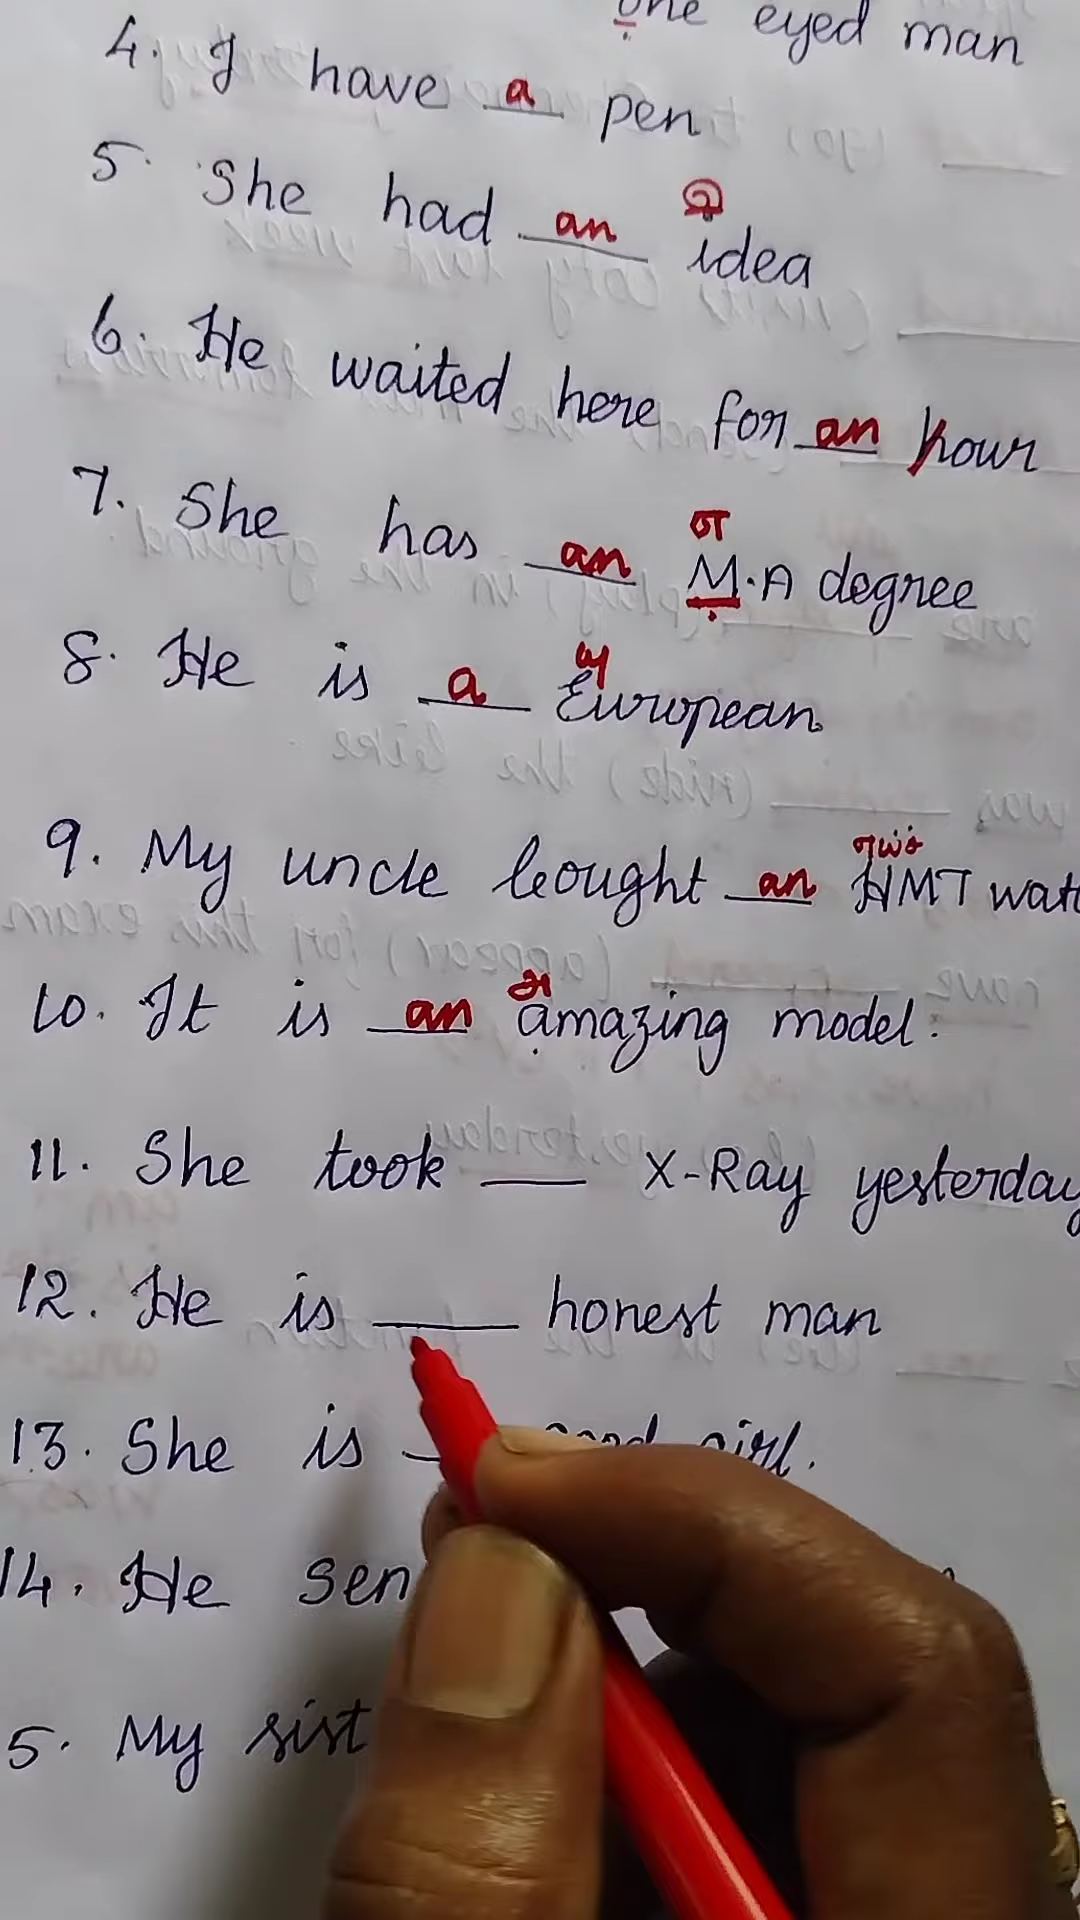 one eyed man
4. I have a pen
5. She had an idea
இ
6. He waited here for an hour
7. She has an M.A degree
எ
8. He is a European
யு
9. My uncle bought an HMT
எய்ச்
10. It is an amazing model.
அ
11. She took ___ X-Ray yesterday
12. He is ___ honest man
13. She is girl.
14. He
5. My